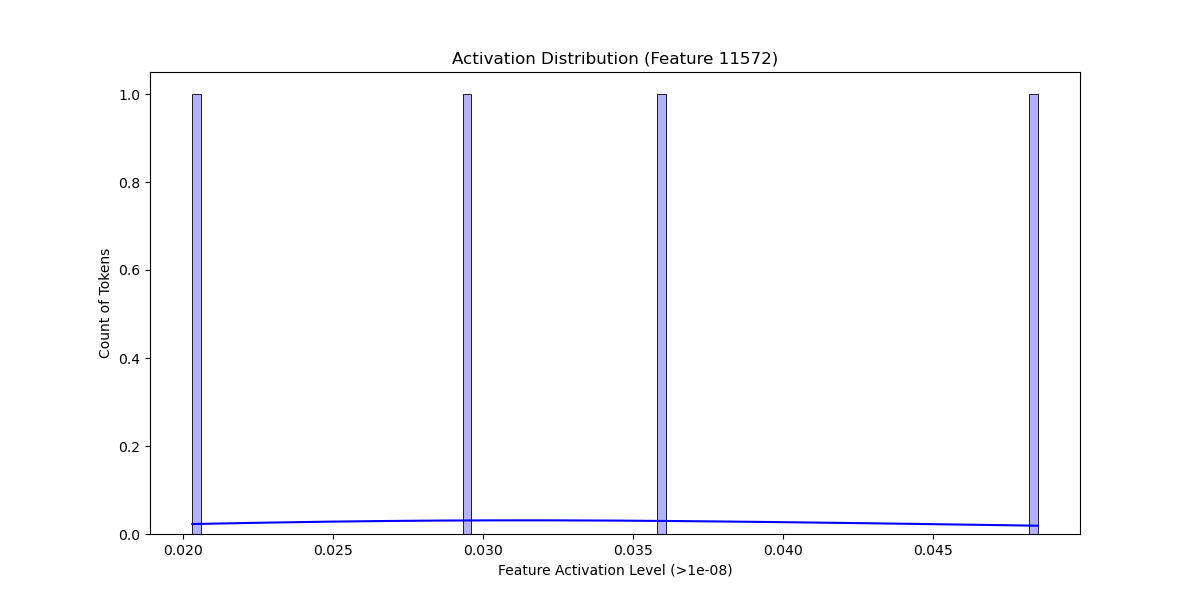 Activation Distribution (Feature 11572)
1.0
0.8
0.6
0.4
0.2
0.0
Count of Tokens
0.020 0.025 0.030 0.035 0.040 0.045
Feature Activation Level (>1e-08)